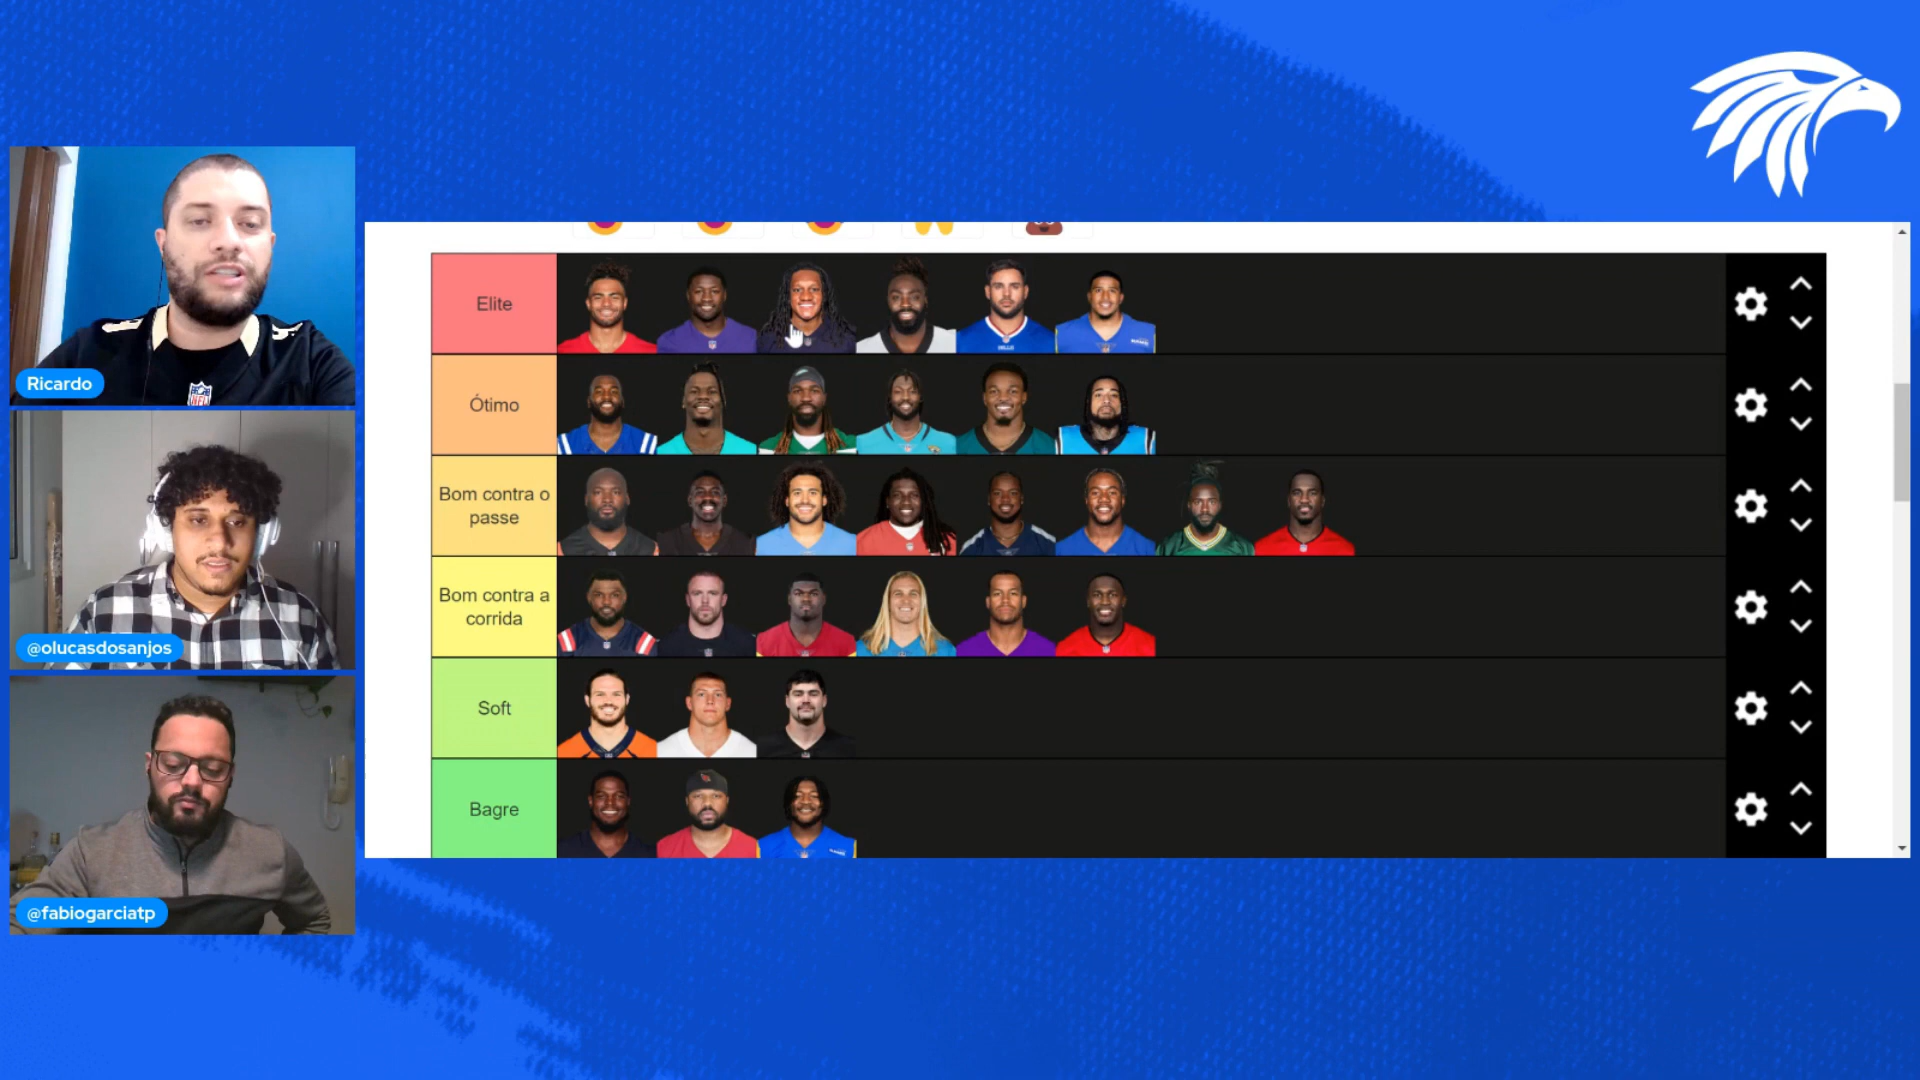 Ricardo
@olucasdosanjos
@fabiogarciatp
Elite
Ótimo
Bom contra o
passe
Bom contra a
corrida
Soft
Bagre